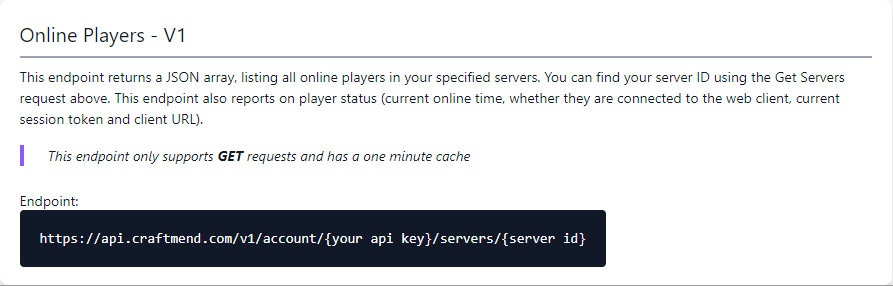 Online Players - V1
This endpoint returns a JSON array, listing all online players in your specified servers. You can find your server ID using the Get Servers
request above. This endpoint also reports on player status (current online time, whether they are connected to the web client, current
session token and client URL).
This endpoint only supports GET requests and has a one minute cache
Endpoint:
https://api.craftmend.com/v1/account/{your api key}/servers/{server id}